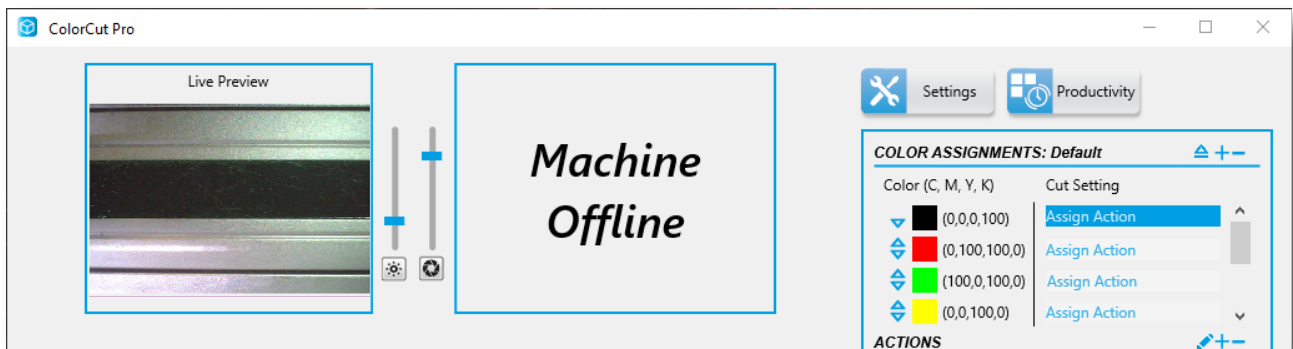 ColorCut Pro
Live Preview
Machine
Offline
Settings
Productivity
COLOR ASSIGNMENTS: Default
Color (C, M, Y, K) Cut Setting
(0,0,0,100) Assign Action
(0,100,100,0) Assign Action
(100,0,100,0) Assign Action
(0,0,100,0) Assign Action
ACTIONS